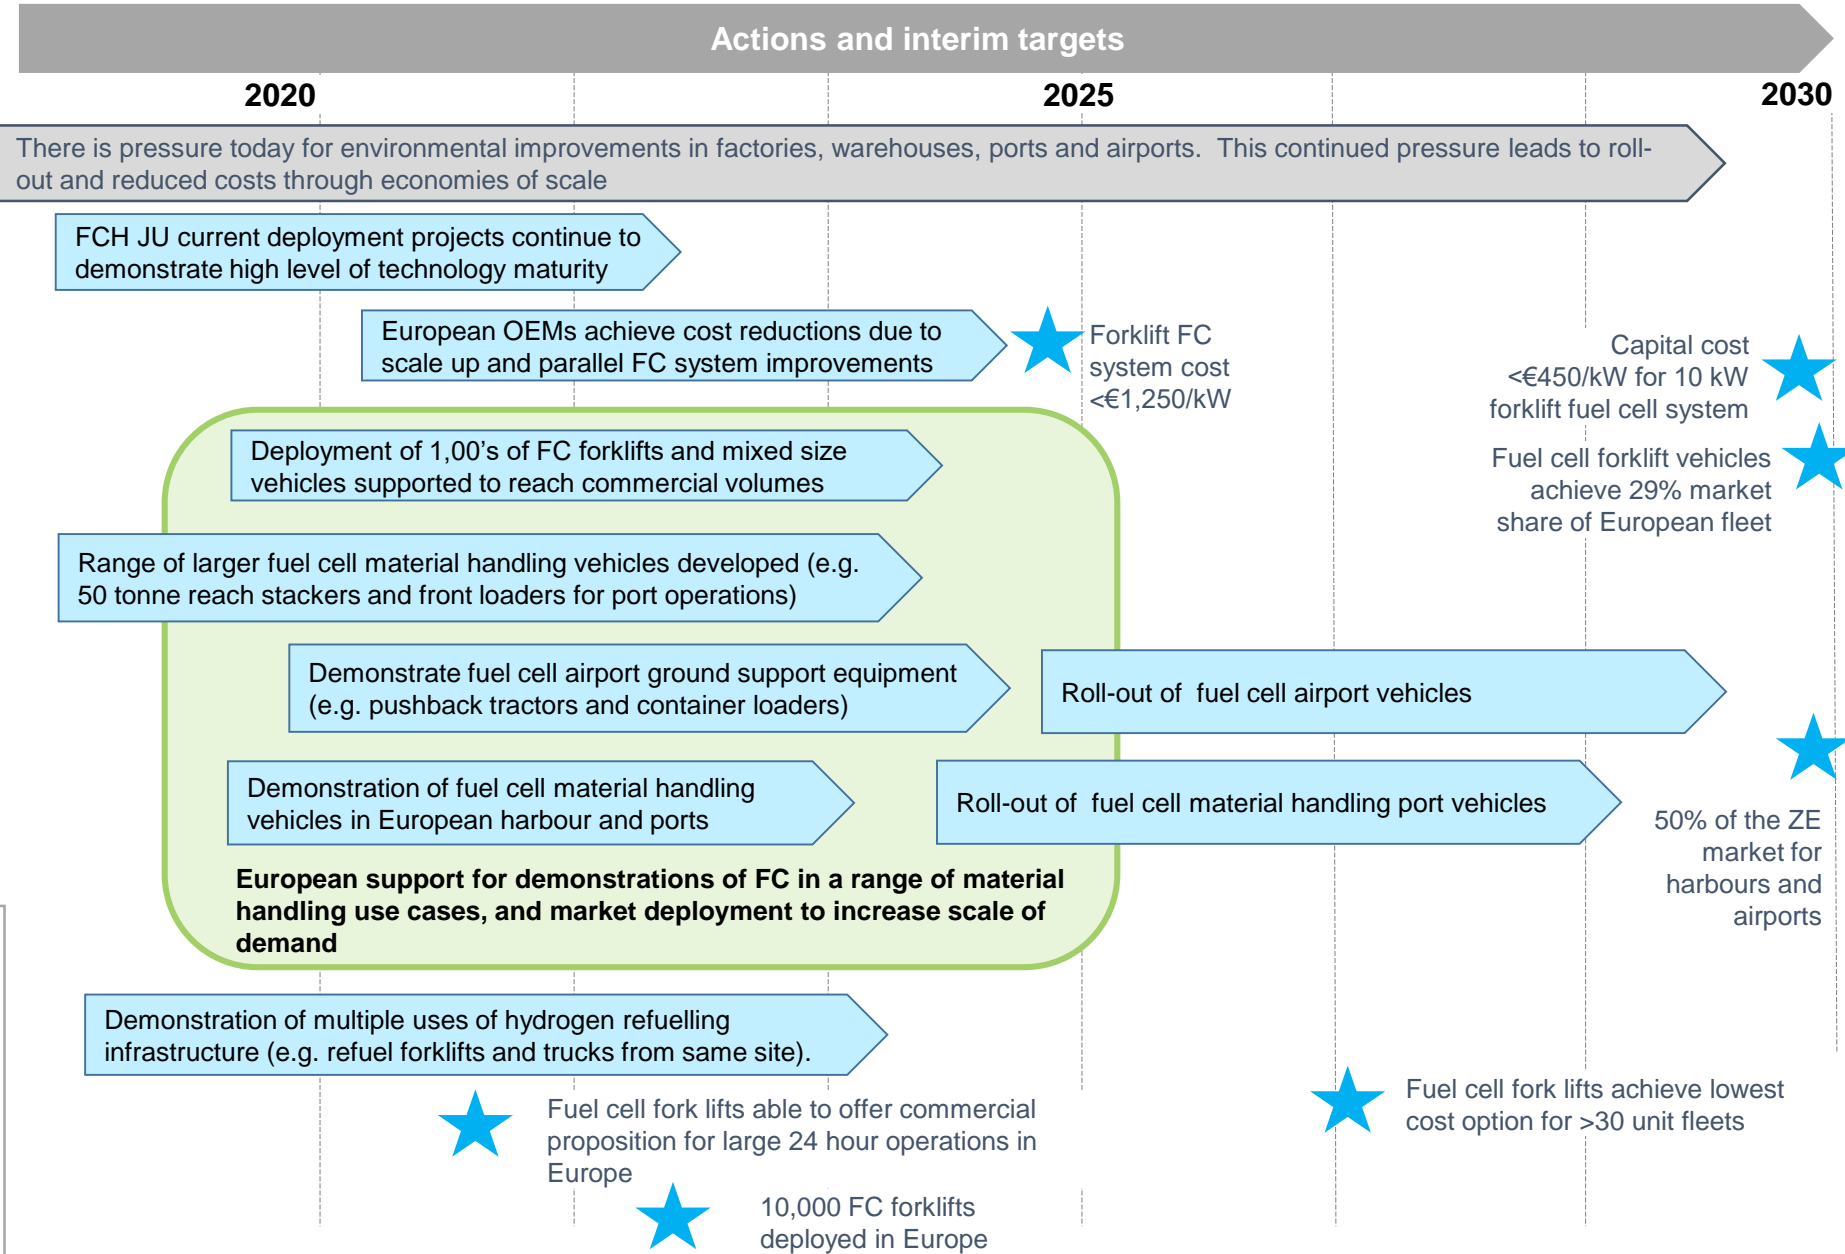 Actions and interim targets
2020
2025
2030
There is pressure today for environmental improvements in factories, warehouses, ports and airports.  This continued pressure leads to roll-
out and reduced costs through economies of scale
FCH JU current deployment projects continue to
demonstrate high level of technology maturity
European OEMs achieve cost reductions due to
scale up and parallel FC system improvements
Forklift FC
system cost
<€1,250/kW
Capital cost
<€450/kW for 10 kW
forklift fuel cell system
Deployment of 1,00’s of FC forklifts and mixed size
vehicles supported to reach commercial volumes
Fuel cell forklift vehicles
achieve 29% market
share of European fleet
Range of larger fuel cell material handling vehicles developed (e.g.
50 tonne reach stackers and front loaders for port operations)
Demonstrate fuel cell airport ground support equipment
(e.g. pushback tractors and container loaders)
Roll-out of  fuel cell airport vehicles
Demonstration of fuel cell material handling
vehicles in European harbour and ports
Roll-out of  fuel cell material handling port vehicles
50% of the ZE
market for
harbours and
airports
European support for demonstrations of FC in a range of material
handling use cases, and market deployment to increase scale of
demand
Demonstration of multiple uses of hydrogen refuelling
infrastructure (e.g. refuel forklifts and trucks from same site).
Fuel cell fork lifts able to offer commercial
proposition for large 24 hour operations in
Europe
Fuel cell fork lifts achieve lowest
cost option for >30 unit fleets
10,000 FC forklifts
deployed in Europe